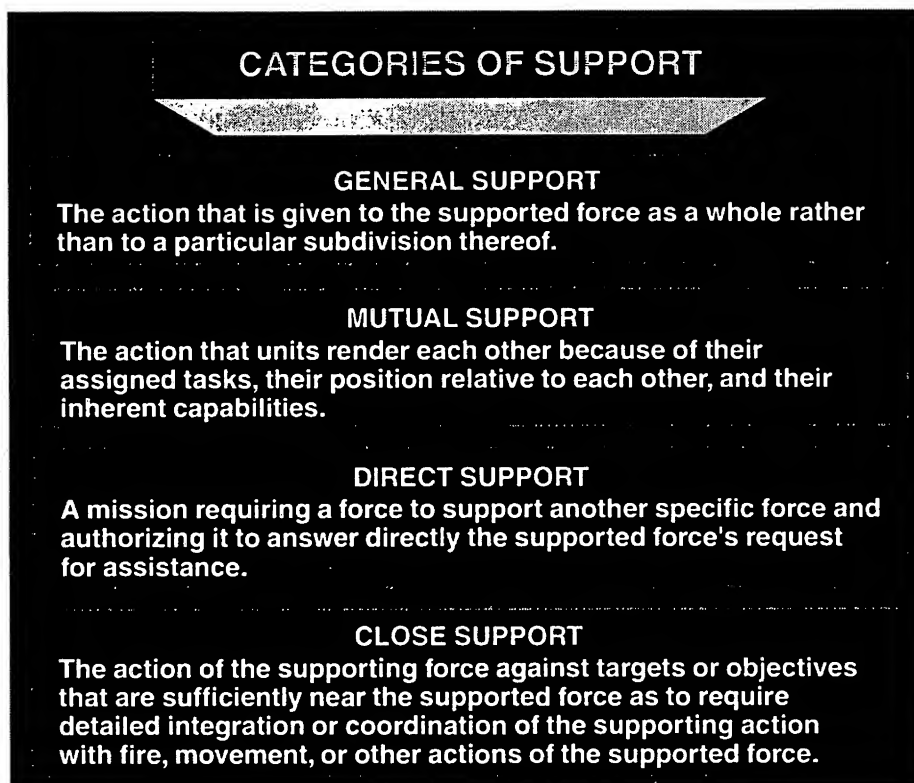 CATEGORIES OF SUPPORT
GENERAL SUPPORT
The action that is given to the supported force as a whole rather
than to a particular subdivision thereof.
MUTUAL SUPPORT
The action that units render each other because of their
assigned tasks, their position relative to each other, and their
inherent capabilities.
DIRECT SUPPORT
A mission requiring a force to support another specific force and
authorizing it to answer directly the supported force's request
for assistance.
CLOSE SUPPORT
The action of the supporting force against targets or objectives
that are sufficiently near the supported force as to require
detailed integration or coordination of the supporting action
with fire, movement, or other actions of the supported force.